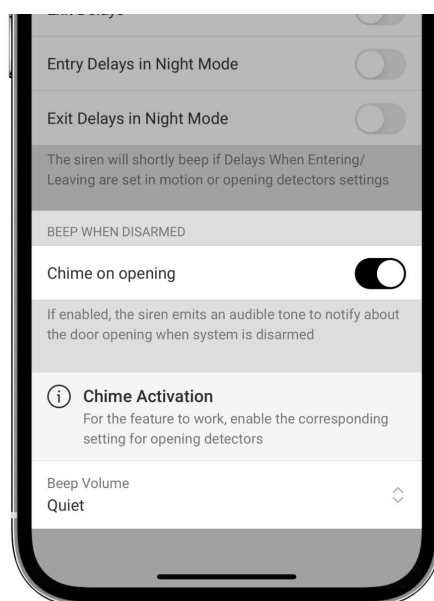 Entry Delays in Night Mode
Exit Delays in Night Mode
The siren will shortly beep if Delays When Entering/
Leaving are set in motion or opening detectors settings
BEEP WHEN DISARMED
Chime on opening
If enabled, the siren emits an audible tone to notify about
the door opening when system is disarmed
Chime Activation
For the feature to work, enable the corresponding
setting for opening detectors
Beep Volume
Quiet